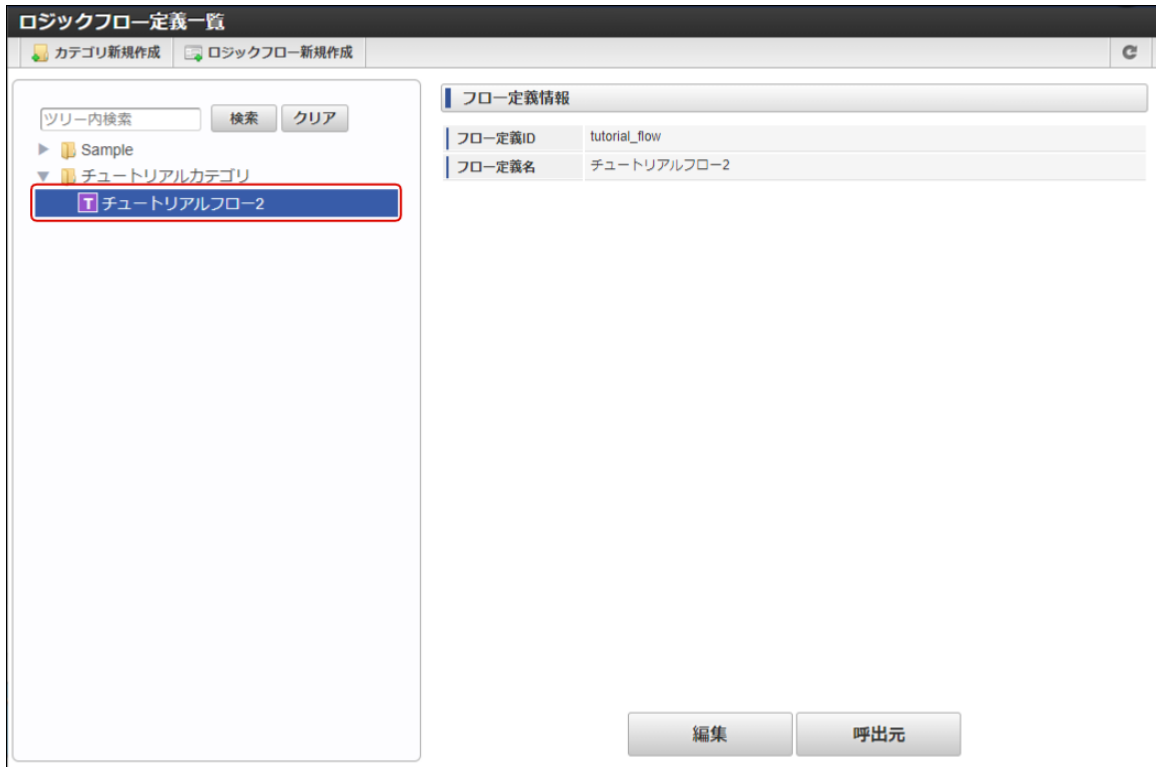 ロジックフロー定義一覧
カテゴリ新規作成 ロジックフロー新規作成
ツリー内検索 検索 クリア
Sample
チュートリアルカテゴリ
T チュートリアルフロー2
フロー定義情報
フロー定義ID tutorial_flow
フロー定義名 チュートリアルフロー2
編集 呼出元